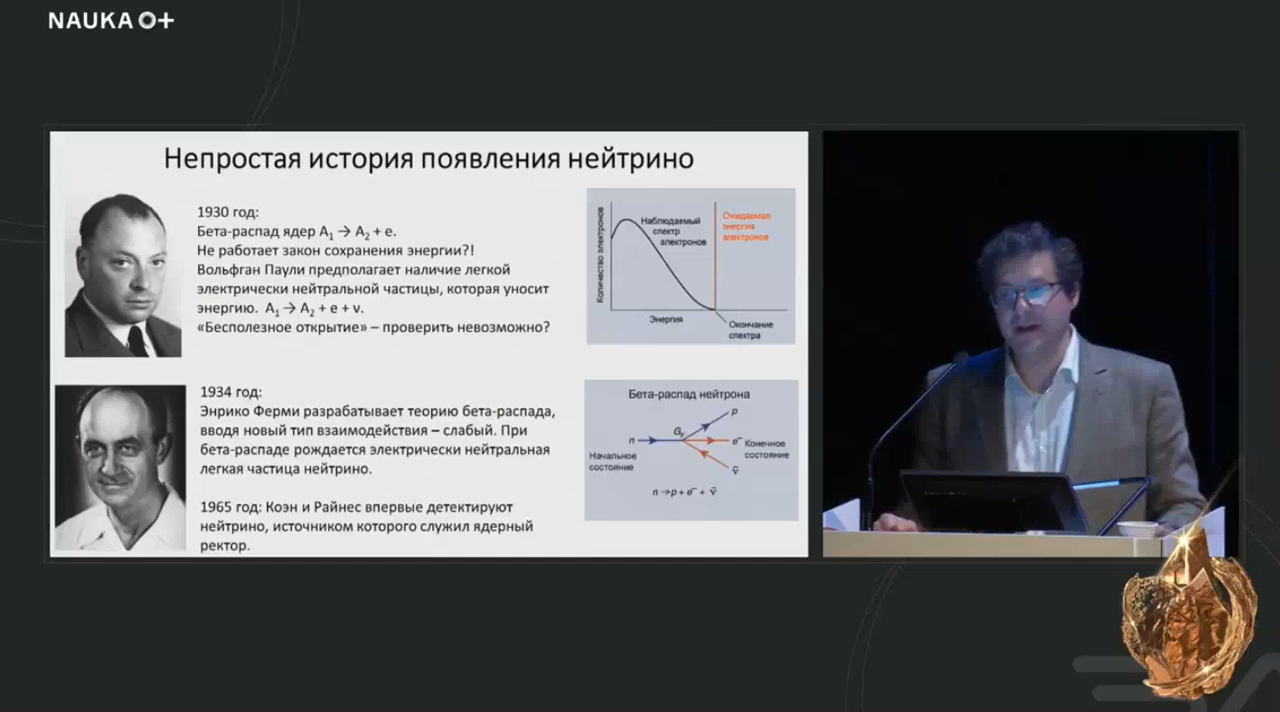 NAUKA O+
Непростая история появления нейтрино
1930 год:
Бета-распад ядер A₁ → A₂ + e.
Не работает закон сохранения энергии?!
Вольфган Паули предполагает наличие легкой
электрически нейтральной частицы, которая уносит
энергию. A₁ → A₂ + e + ν.
«Бесполезное открытие» – проверить невозможно?
Количество электронов
Наблюдаемый
спектр
электронов
Ожидаемая
энергия
электронов
Энергия
Окончание
спектра
1934 год:
Энрико Ферми разрабатывает теорию бета-распада,
вводя новый тип взаимодействия – слабый. При
бета-распаде рождается электрически нейтральная
легкая частица нейтрино.
1965 год: Коэн и Райнес впервые детектируют
нейтрино, источником которого служил ядерный
ректор.
Бета-распад нейтрона
p
n
G_F
e⁻
ν̄
Начальное
состояние
Конечное
состояние
n→p + e⁻ + ν̄